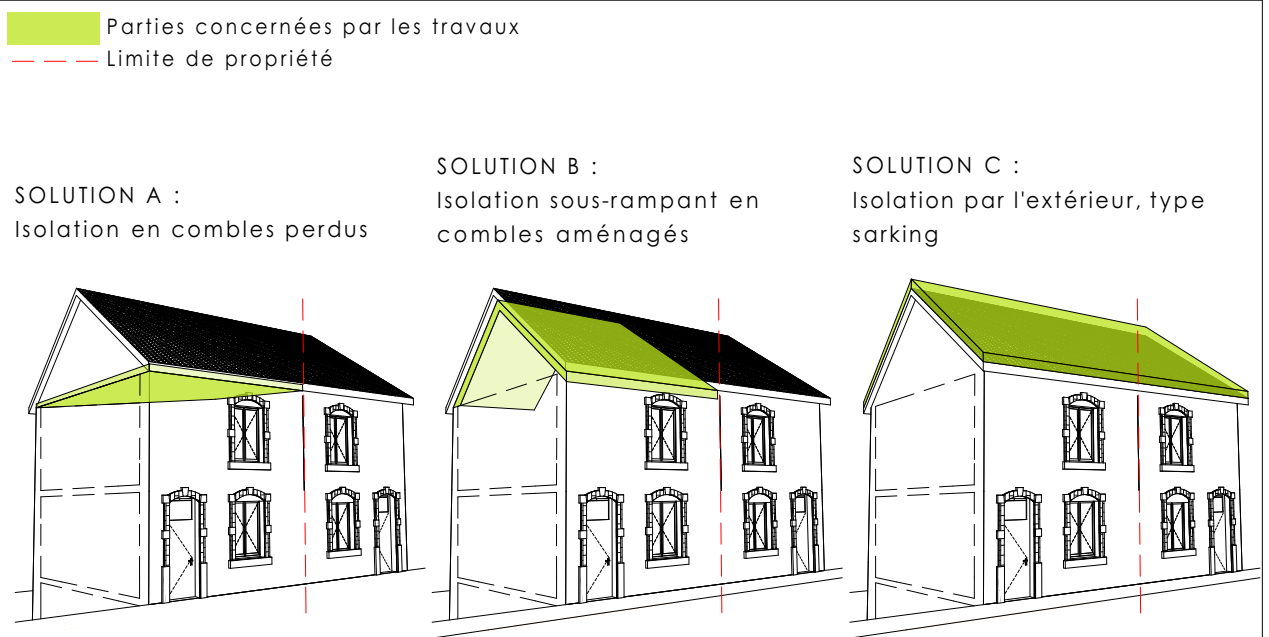 Parties concernées par les travaux
Limite de propriété
SOLUTION A :
Isolation en combles perdus
SOLUTION B :
Isolation sous-rampant en
combles aménagés
SOLUTION C :
Isolation par l'extérieur, type
sarking